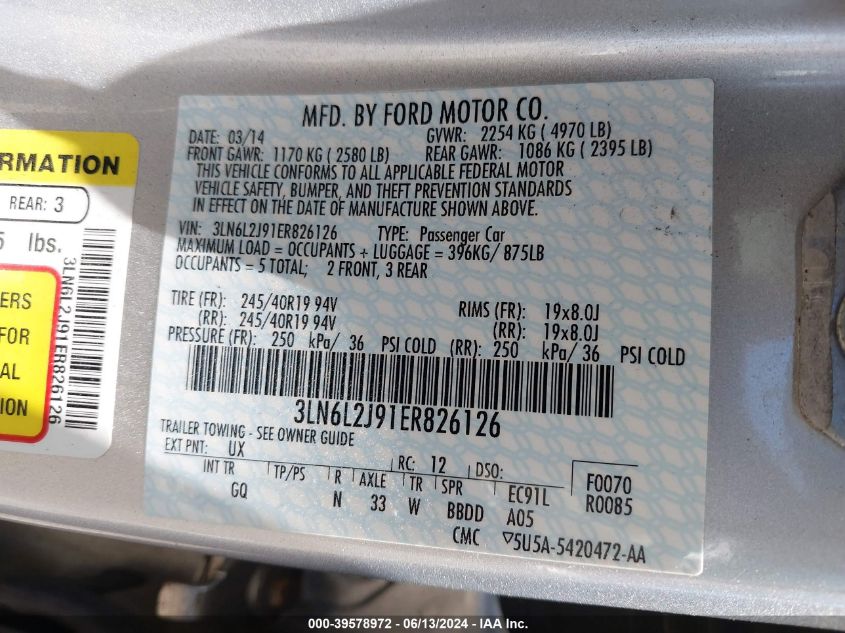 MFD. BY FORD MOTOR CO.
DATE: 03/14 GVWR: 2254 KG ( 4970 LB)
FRONT GAWR: 1170 KG ( 2580 LB) REAR GAWR: 1086 KG ( 2395 LB)
THIS VEHICLE CONFORMS TO ALL APPLICABLE FEDERAL MOTOR
VEHICLE SAFETY, BUMPER, AND THEFT PREVENTION STANDARDS
IN EFFECT ON THE DATE OF MANUFACTURE SHOWN ABOVE.
VIN: 3LN6L2J91ER826126 TYPE: Passenger Car
MAXIMUM LOAD = OCCUPANTS + LUGGAGE = 396KG/ 875LB
OCCUPANTS = 5 TOTAL; 2 FRONT, 3 REAR
TIRE (FR): 245/40R19 94V RIMS (FR): 19x8.0J
(RR): 245/40R19 94V (RR): 19x8.0J
PRESSURE (FR): 250 kPa/ 36 PSI COLD (RR): 250 kPa/ 36 PSI COLD
3LN6L2J91ER826126
TRAILER TOWING - SEE OWNER GUIDE
EXT PNT: UX RC: 12 DSO:
INT TR TP/PS R AXLE TR SPR EC91L F0070
GQ N 33 W BBDD A05 R0085
CMC ▽5U5A-5420472-AA
RMATION
REAR: 3
5 lbs.
ERS
FOR
AL
ION
3LN6L2J91ER826126
000-39578972 - 06/13/2024 - IAA Inc.